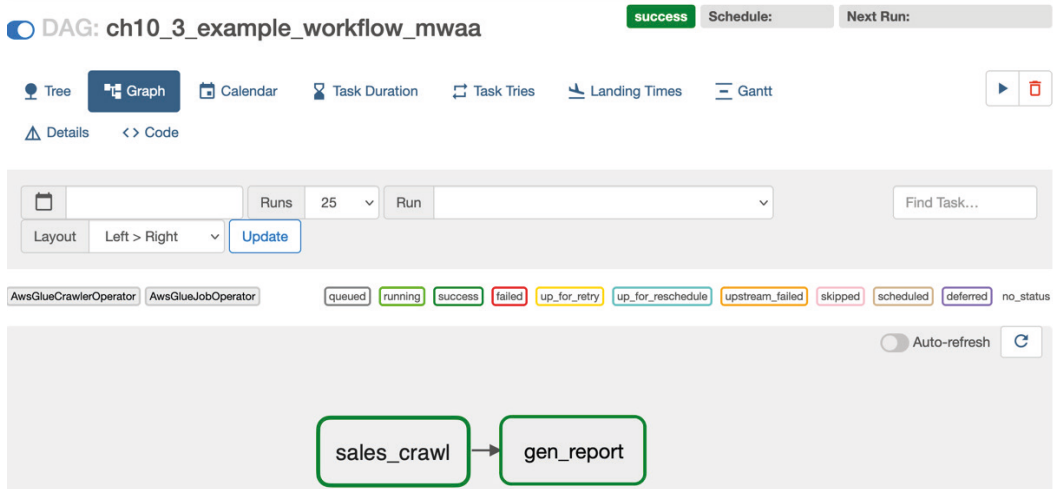 DAG: ch10_3_example_workflow_mwaa success Schedule: Next Run:
Tree Graph Calendar Task Duration Task Tries Landing Times Gantt
Details <> Code
Runs 25 Run Find Task...
Layout Left > Right Update
AwsGlueCrawlerOperator AwsGlueJobOperator queued running success failed up_for_retry up_for_reschedule upstream_failed skipped scheduled deferred no_status
Auto-refresh
sales_crawl gen_report